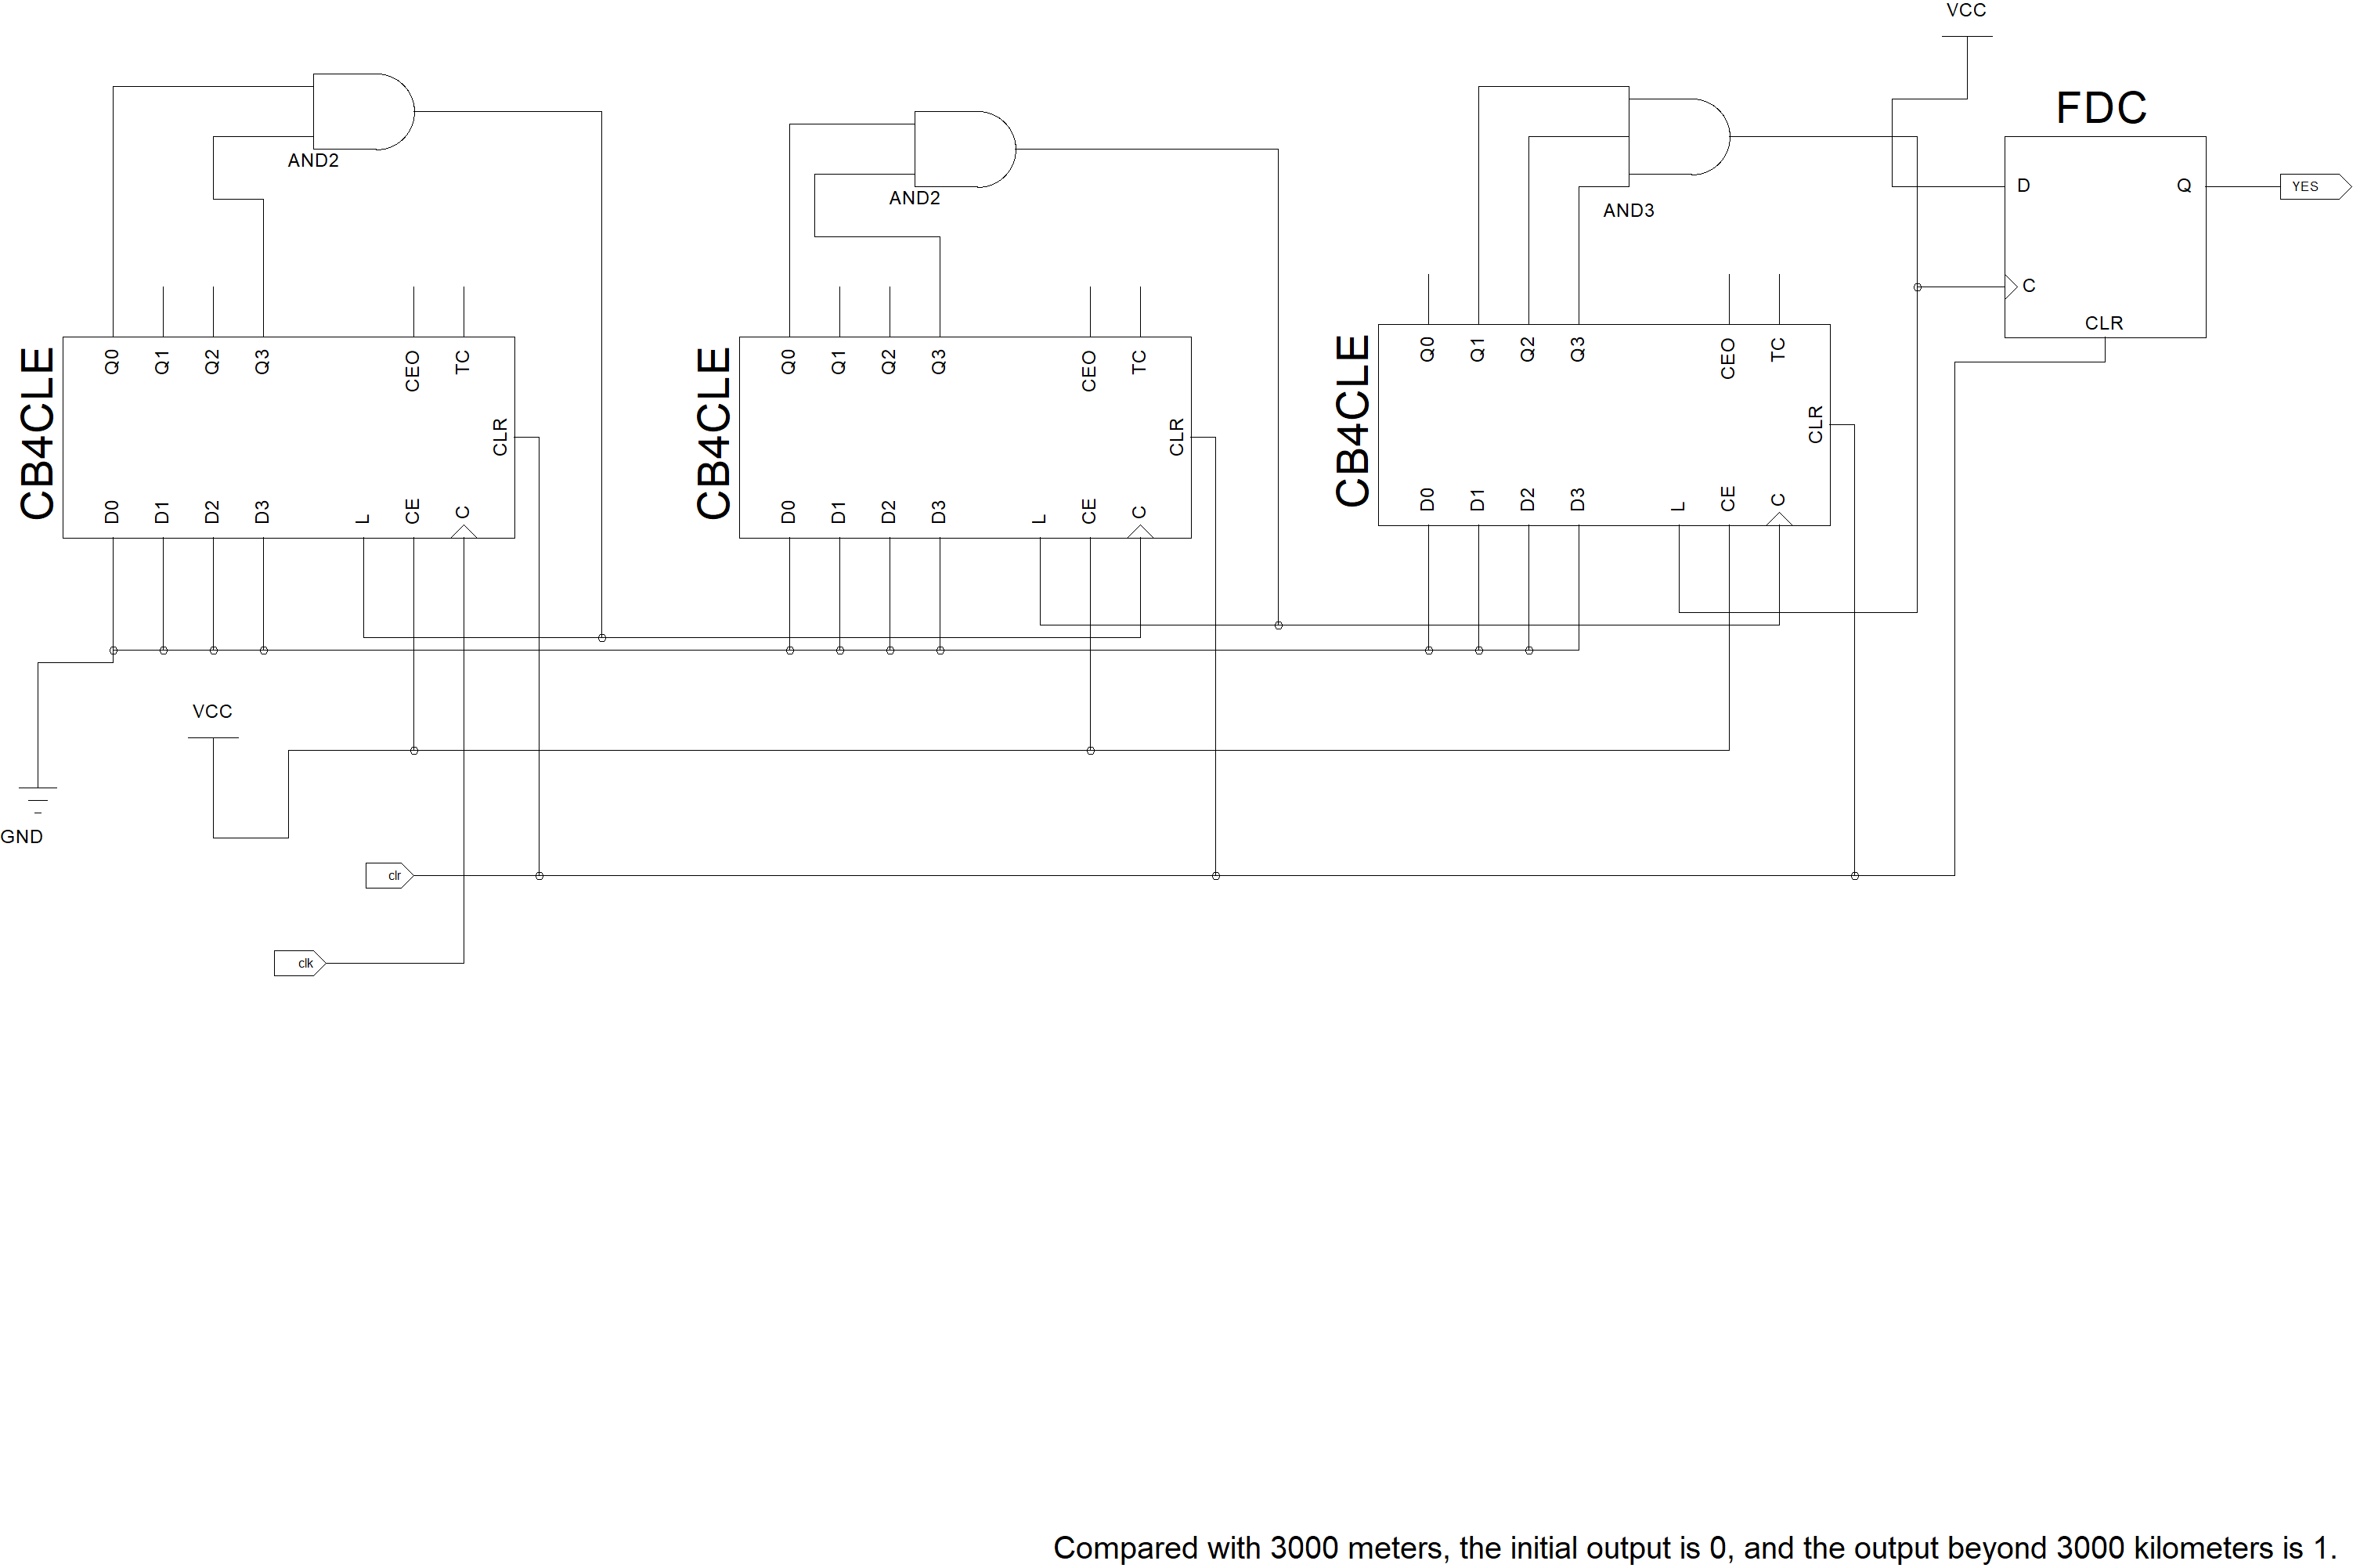 VCC
FDC
AND2
AND2
AND3
D
Q
YES
C
CLR
CB4CLE
Q0
Q1
Q2
Q3
CEO
TC
CLR
D0
D1
D2
D3
L
CE
C
CB4CLE
Q0
Q1
Q2
Q3
CEO
TC
CLR
D0
D1
D2
D3
L
CE
C
CB4CLE
Q0
Q1
Q2
Q3
CEO
TC
CLR
D0
D1
D2
D3
L
CE
C
VCC
GND
clr
clk
Compared with 3000 meters, the initial output is 0, and the output beyond 3000 kilometers is 1.